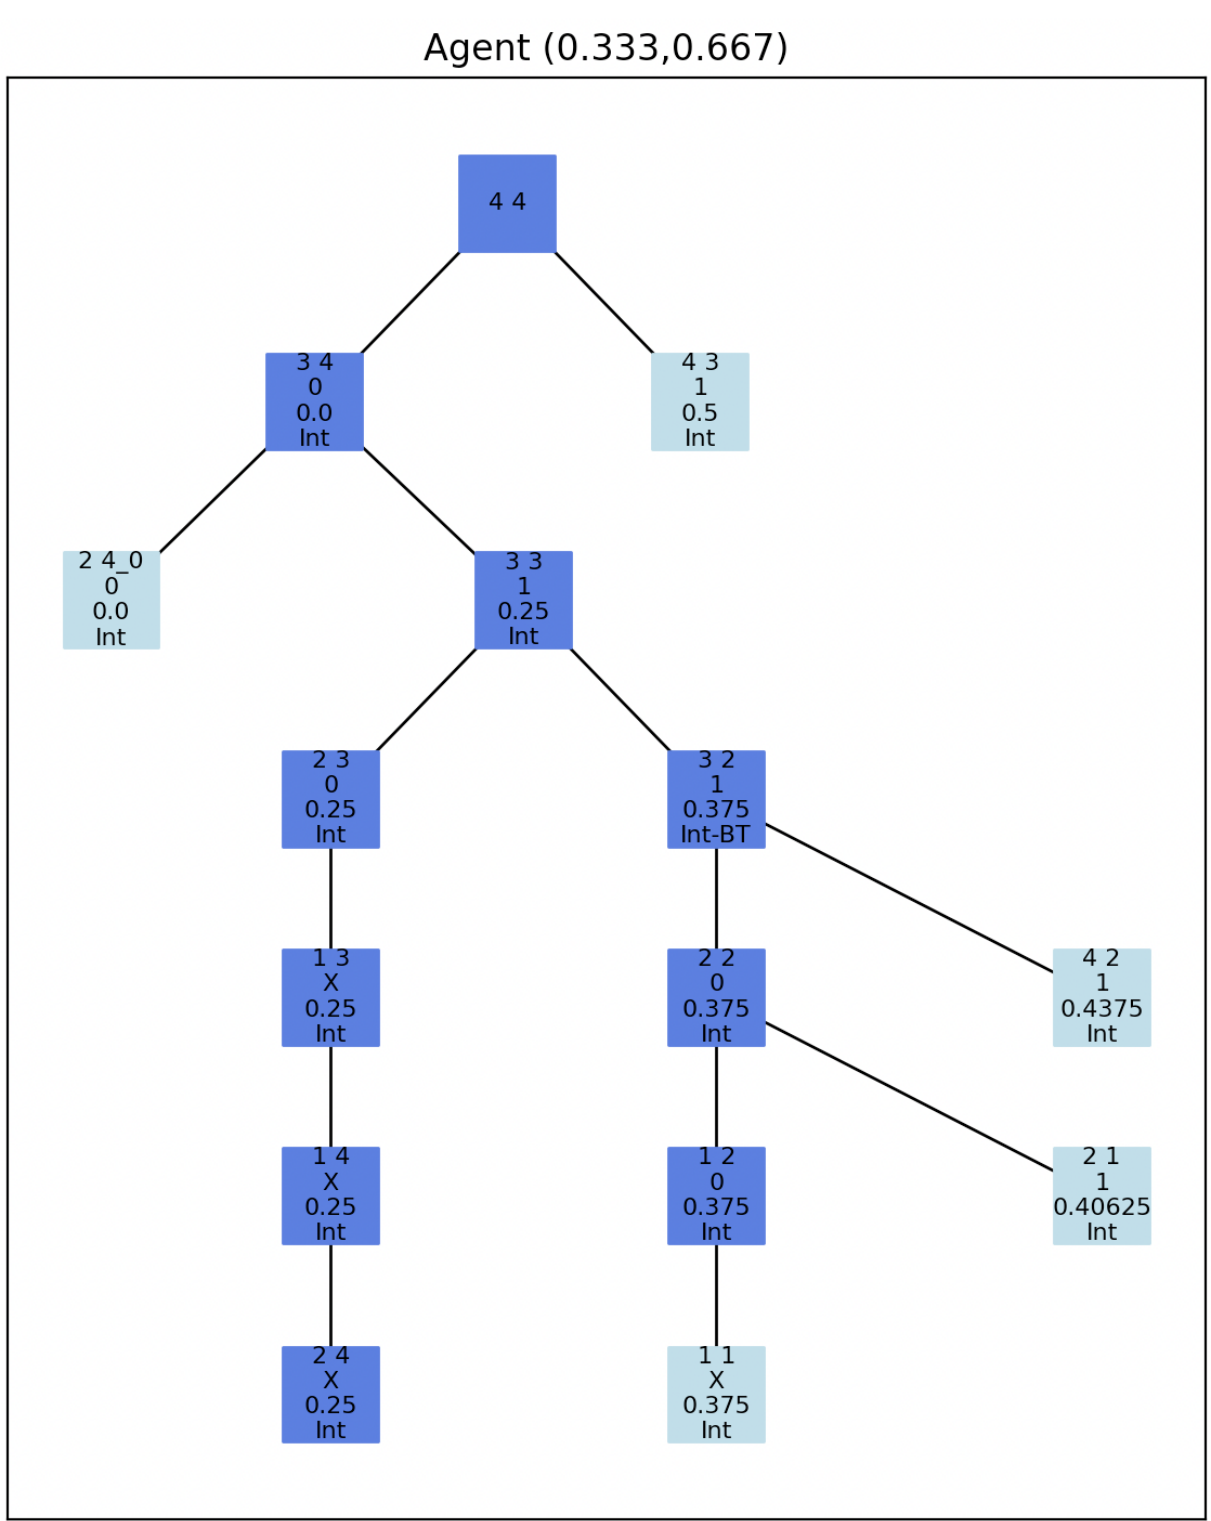 Agent (0.333,0.667)
4 4
3 4
0
0.0
Int
4 3
1
0.5
Int
2 4_0
0
0.0
Int
3 3
1
0.25
Int
2 3
0
0.25
Int
3 2
1
0.375
Int-BT
1 3
X
0.25
Int
2 2
0
0.375
Int
4 2
1
0.4375
Int
1 4
X
0.25
Int
1 2
0
0.375
Int
2 1
1
0.40625
Int
2 4
X
0.25
Int
1 1
X
0.375
Int